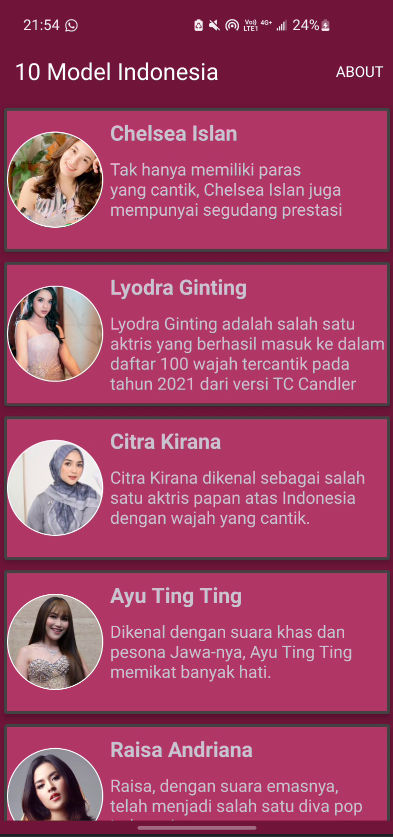 21:54 Vo)) LTE1 4G+ 24%
10 Model Indonesia ABOUT
Chelsea Islan
Tak hanya memiliki paras
yang cantik, Chelsea Islan juga
mempunyai segudang prestasi
Lyodra Ginting
Lyodra Ginting adalah salah satu
aktris yang berhasil masuk ke dalam
daftar 100 wajah tercantik pada
tahun 2021 dari versi TC Candler
Citra Kirana
Citra Kirana dikenal sebagai salah
satu aktris papan atas Indonesia
dengan wajah yang cantik.
Ayu Ting Ting
Dikenal dengan suara khas dan
pesona Jawa-nya, Ayu Ting Ting
memikat banyak hati.
Raisa Andriana
Raisa, dengan suara emasnya,
telah menjadi salah satu diva pop